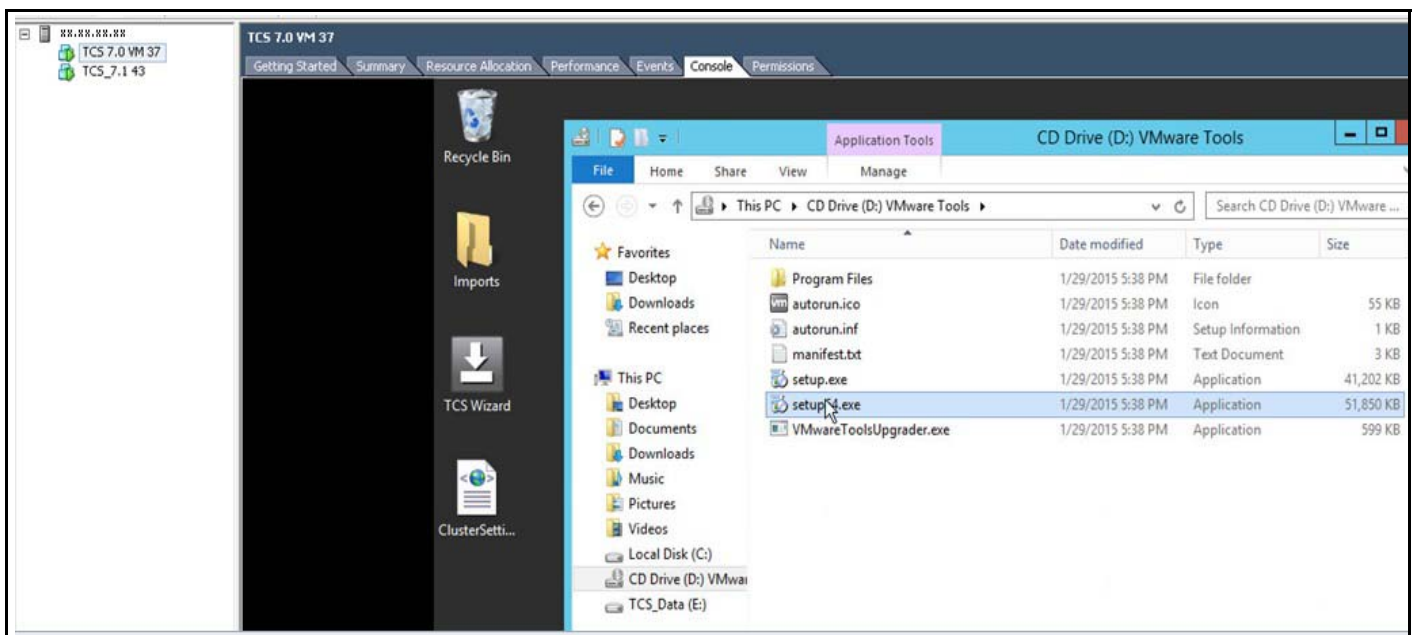 xx.xx.xx.xx
TCS 7.0 VM 37
TCS_7.1 43
TCS 7.0 VM 37
Getting Started Summary Resource Allocation Performance Events Console Permissions
Recycle Bin
Imports
TCS Wizard
ClusterSetti...
Application Tools CD Drive (D:) VMware Tools
File Home Share View Manage
This PC CD Drive (D:) VMware Tools Search CD Drive (D:) VMware ...
Favorites
Desktop
Downloads
Recent places
This PC
Desktop
Documents
Downloads
Music
Pictures
Videos
Local Disk (C:)
CD Drive (D:) VMwar
TCS_Data (E:)
Name Date modified Type Size
Program Files 1/29/2015 5:38 PM File folder
autorun.ico 1/29/2015 5:38 PM Icon 55 KB
autorun.inf 1/29/2015 5:38 PM Setup Information 1 KB
manifest.txt 1/29/2015 5:38 PM Text Document 3 KB
setup.exe 1/29/2015 5:38 PM Application 41,202 KB
setup64.exe 1/29/2015 5:38 PM Application 51,850 KB
VMwareToolsUpgrader.exe 1/29/2015 5:38 PM Application 599 KB